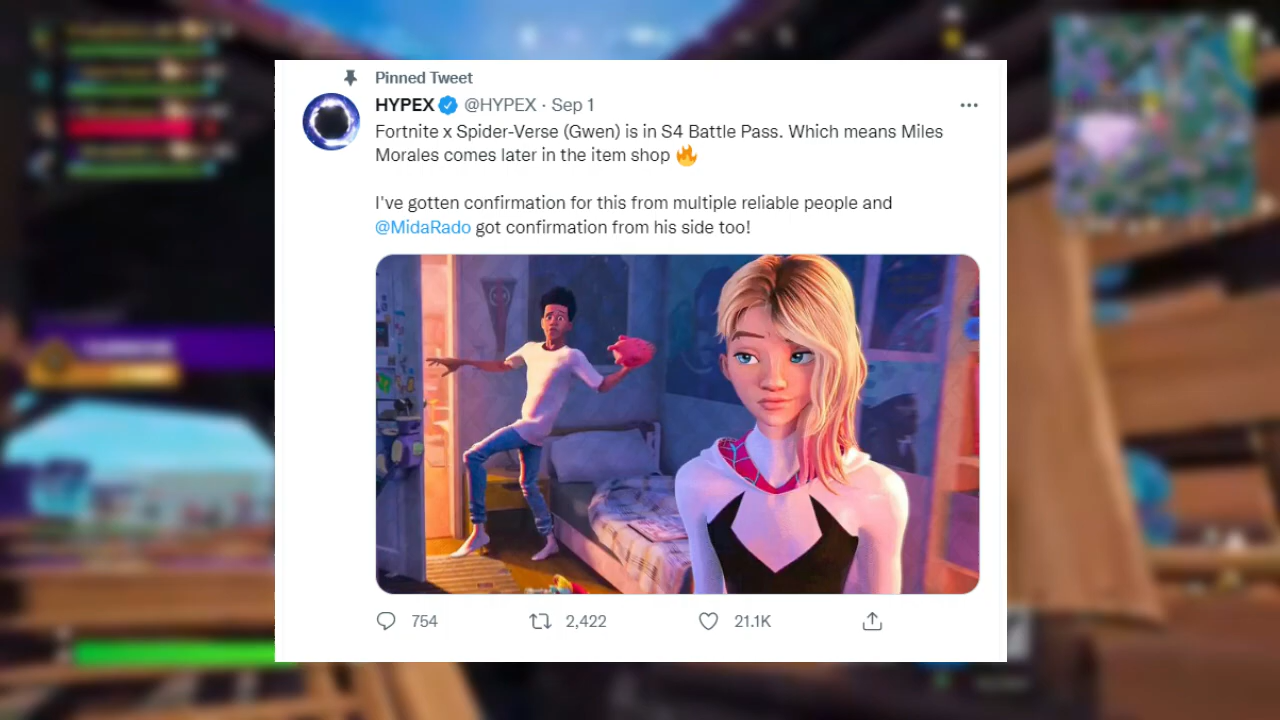 Pinned Tweet
HYPEX @HYPEX · Sep 1
Fortnite x Spider-Verse (Gwen) is in S4 Battle Pass. Which means Miles
Morales comes later in the item shop 🔥
I've gotten confirmation for this from multiple reliable people and
@MidaRado got confirmation from his side too!
754 2,422 21.1K